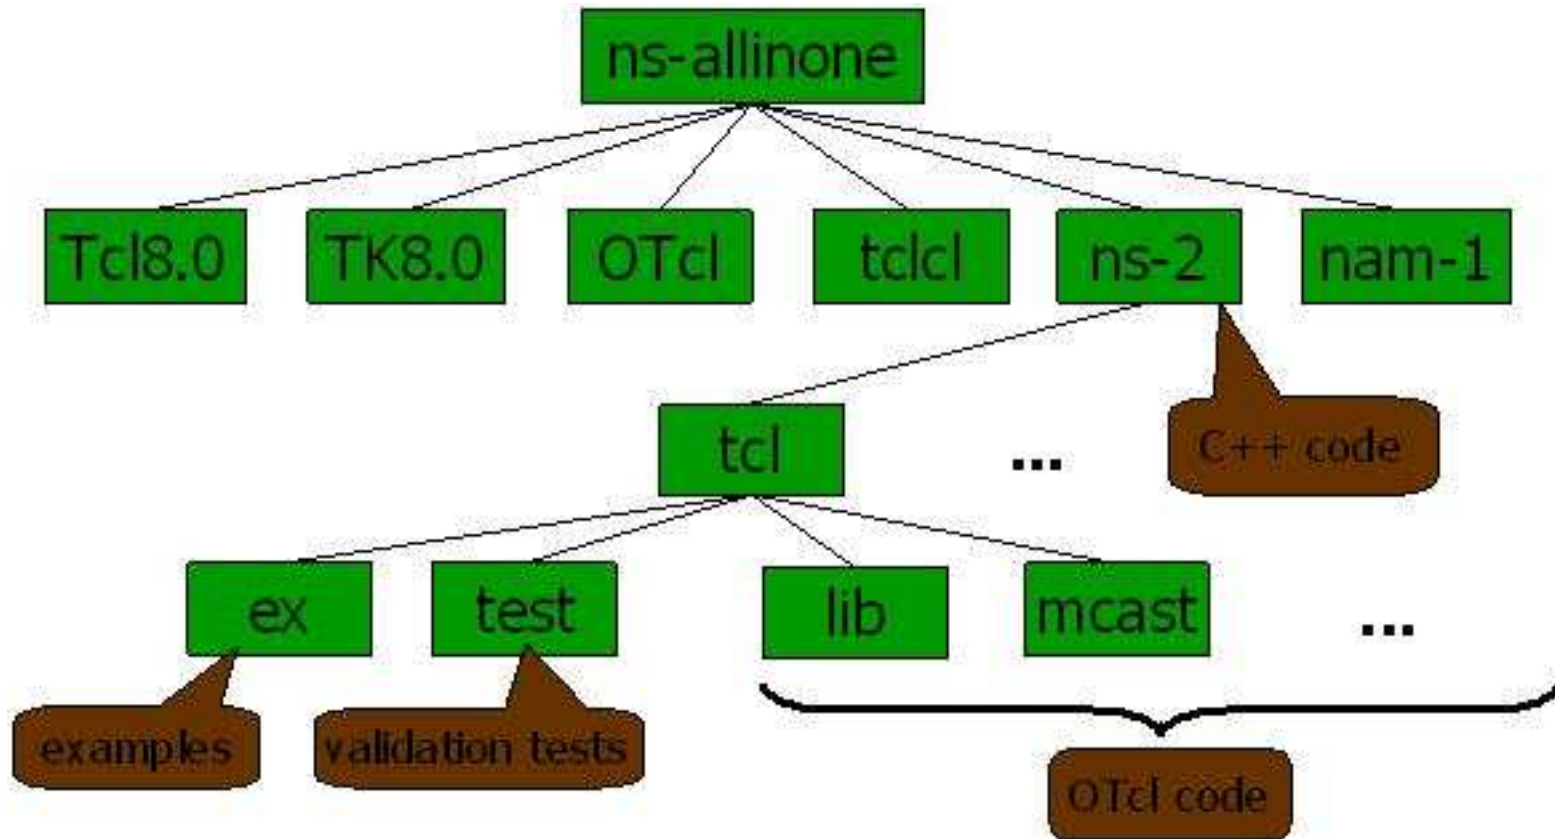 ns-allinone
Tcl8.0
TK8.0
OTcl
tclcl
ns-2
nam-1
tcl
...
C++ code
ex
test
lib
mcast
...
examples
validation tests
OTcl code